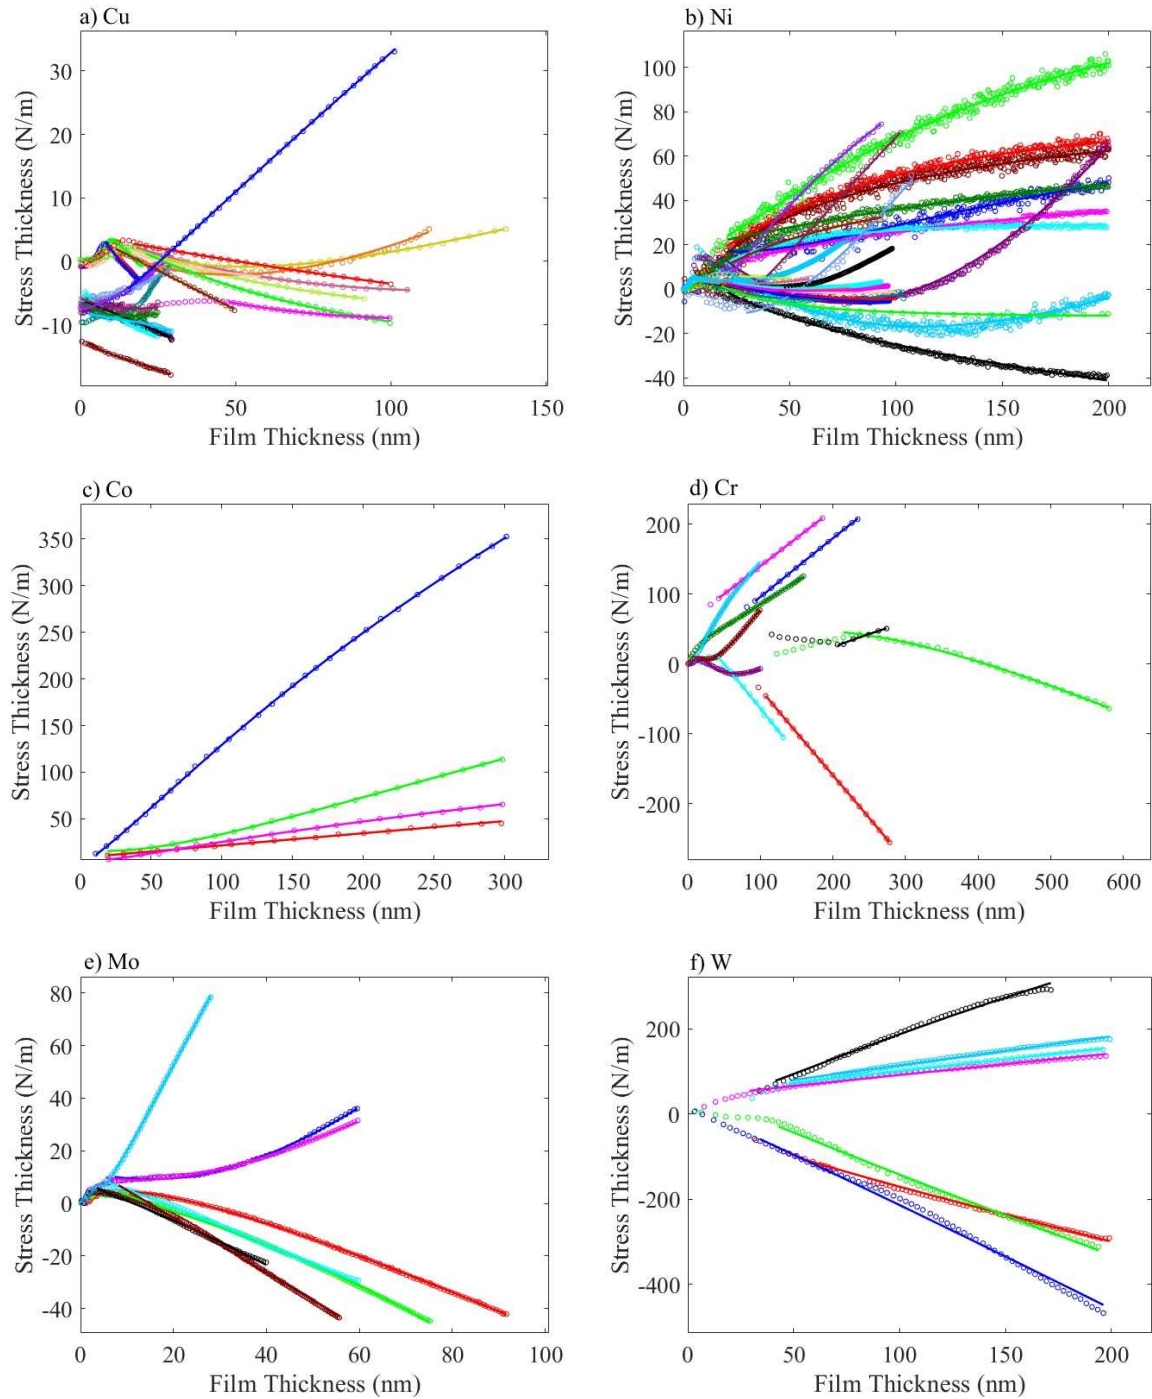 a) Cu
30
20
10
0
-10
Stress Thickness (N/m)
0 50 100 150
Film Thickness (nm)
b) Ni
100
80
60
40
20
0
-20
-40
Stress Thickness (N/m)
0 50 100 150 200
Film Thickness (nm)
c) Co
350
300
250
200
150
100
50
Stress Thickness (N/m)
0 50 100 150 200 250 300
Film Thickness (nm)
d) Cr
200
100
0
-100
-200
Stress Thickness (N/m)
0 100 200 300 400 500 600
Film Thickness (nm)
e) Mo
80
60
40
20
0
-20
-40
Stress Thickness (N/m)
0 20 40 60 80 100
Film Thickness (nm)
f) W
200
0
-200
-400
Stress Thickness (N/m)
0 50 100 150 200
Film Thickness (nm)